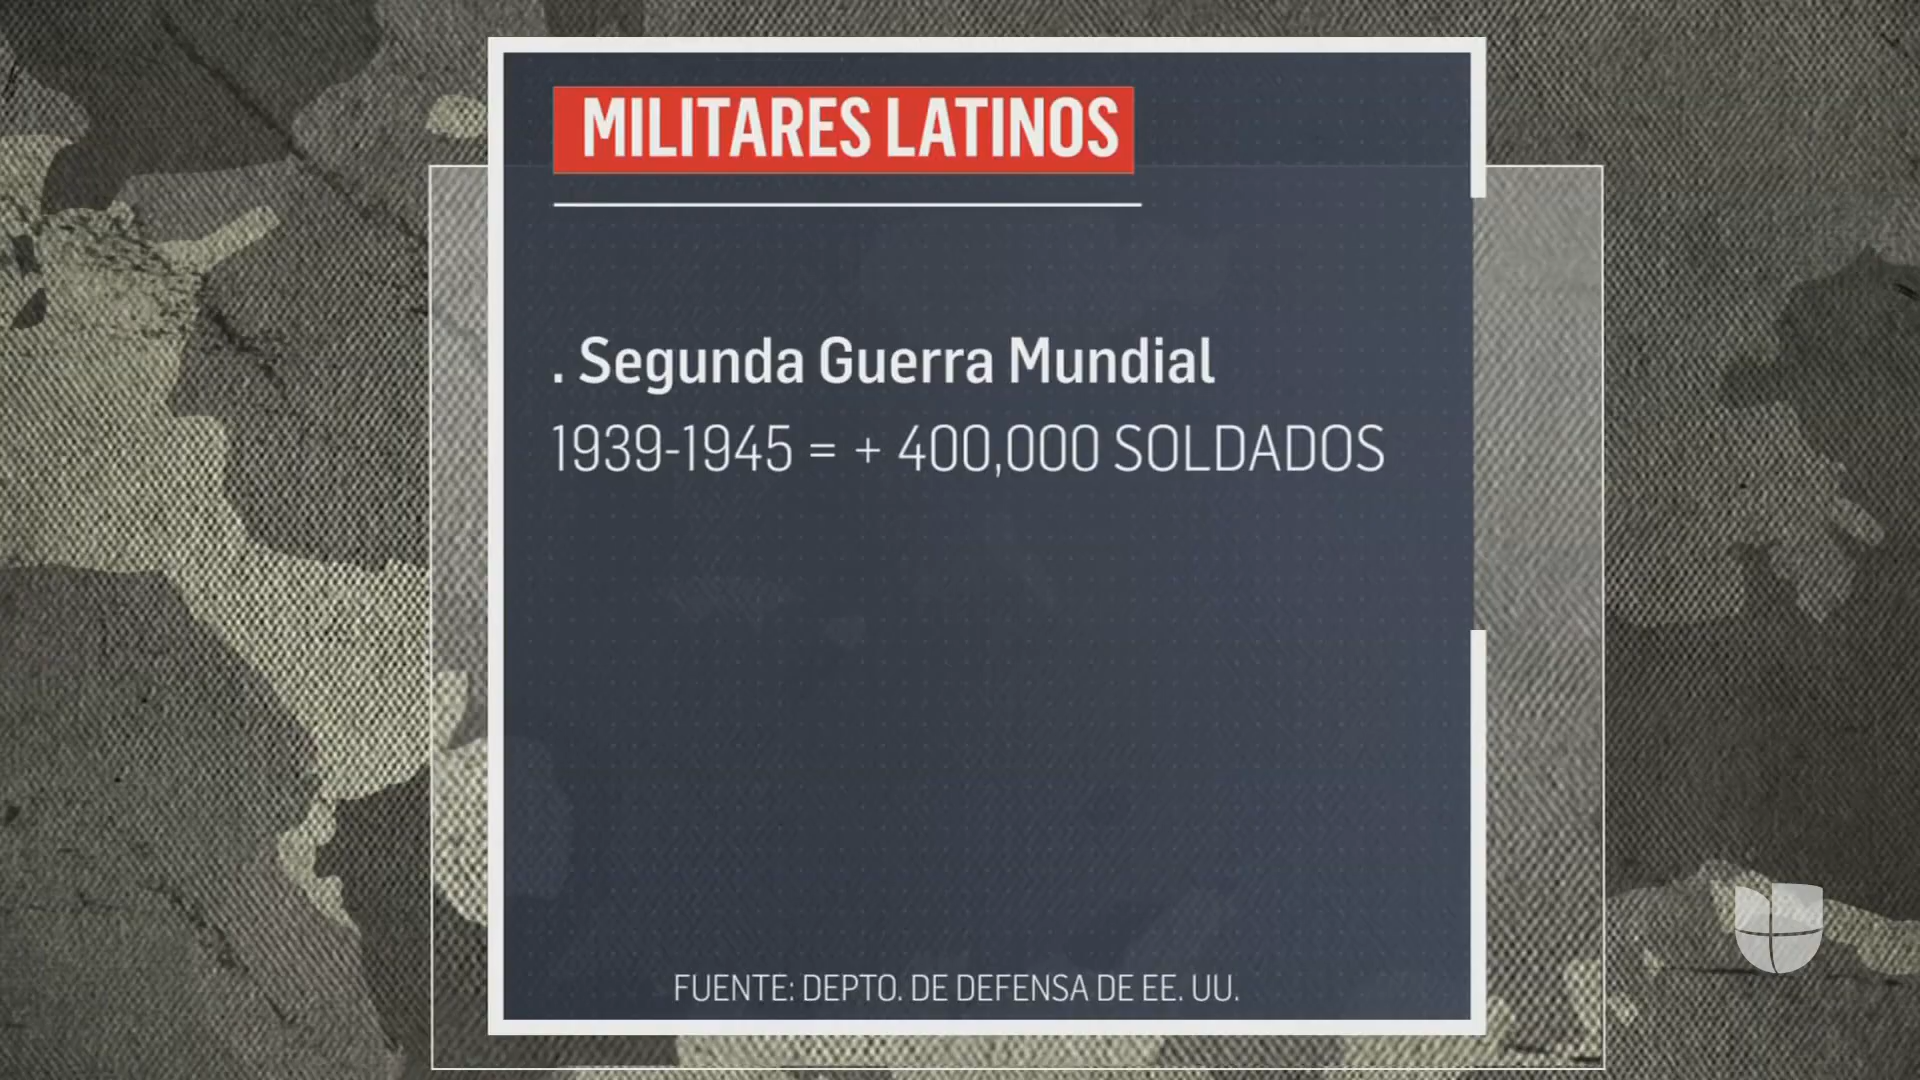 MILITARES LATINOS
. Segunda Guerra Mundial
1939-1945 = + 400,000 SOLDADOS
FUENTE: DEPTO. DE DEFENSA DE EE. UU.